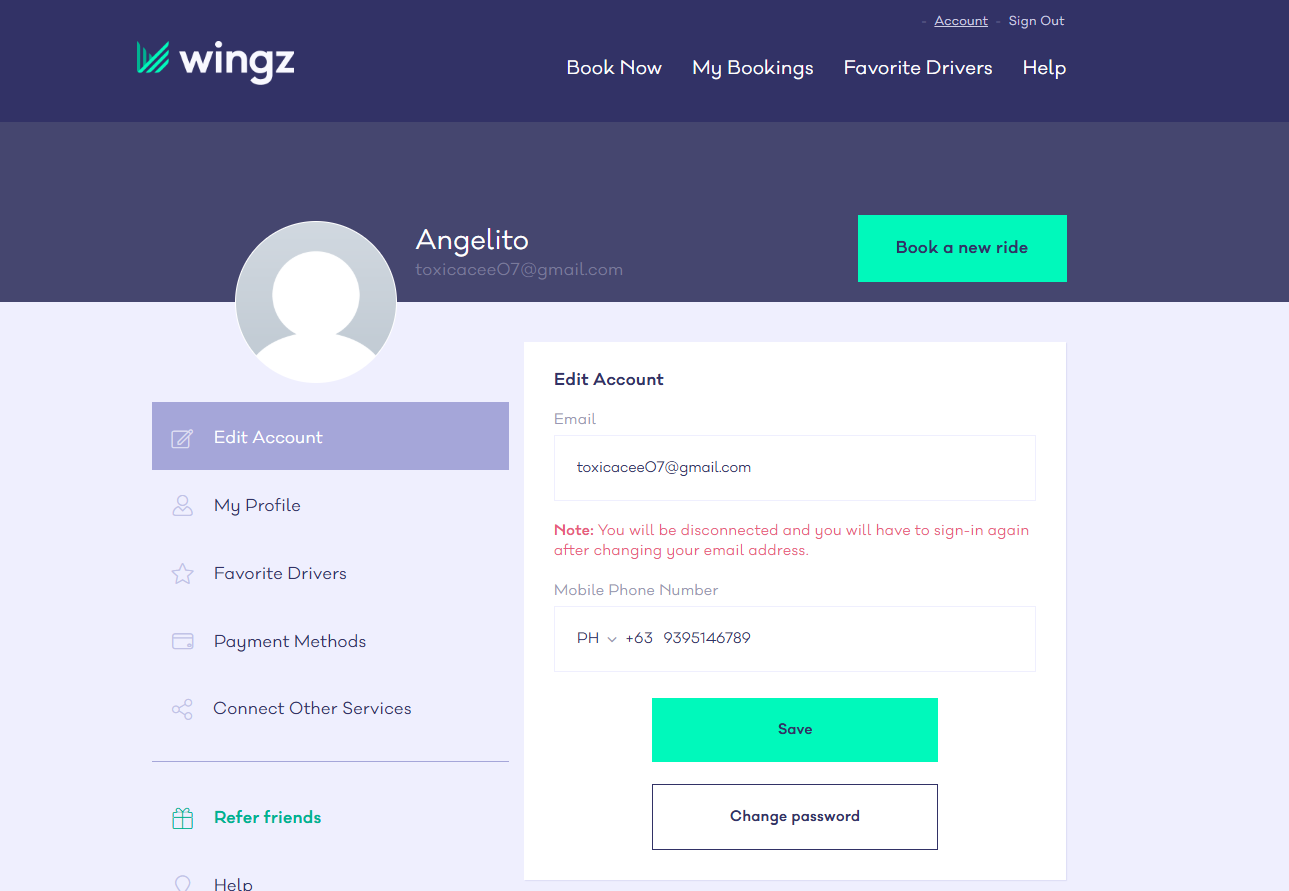 Account - Sign Out
wingz
Book Now My Bookings Favorite Drivers Help
Angelito
toxicacee07@gmail.com
Book a new ride
Edit Account
My Profile
Favorite Drivers
Payment Methods
Connect Other Services
Refer friends
Help
Edit Account
Email
toxicacee07@gmail.com
Note: You will be disconnected and you will have to sign-in again
after changing your email address.
Mobile Phone Number
PH +63 9395146789
Save
Change password